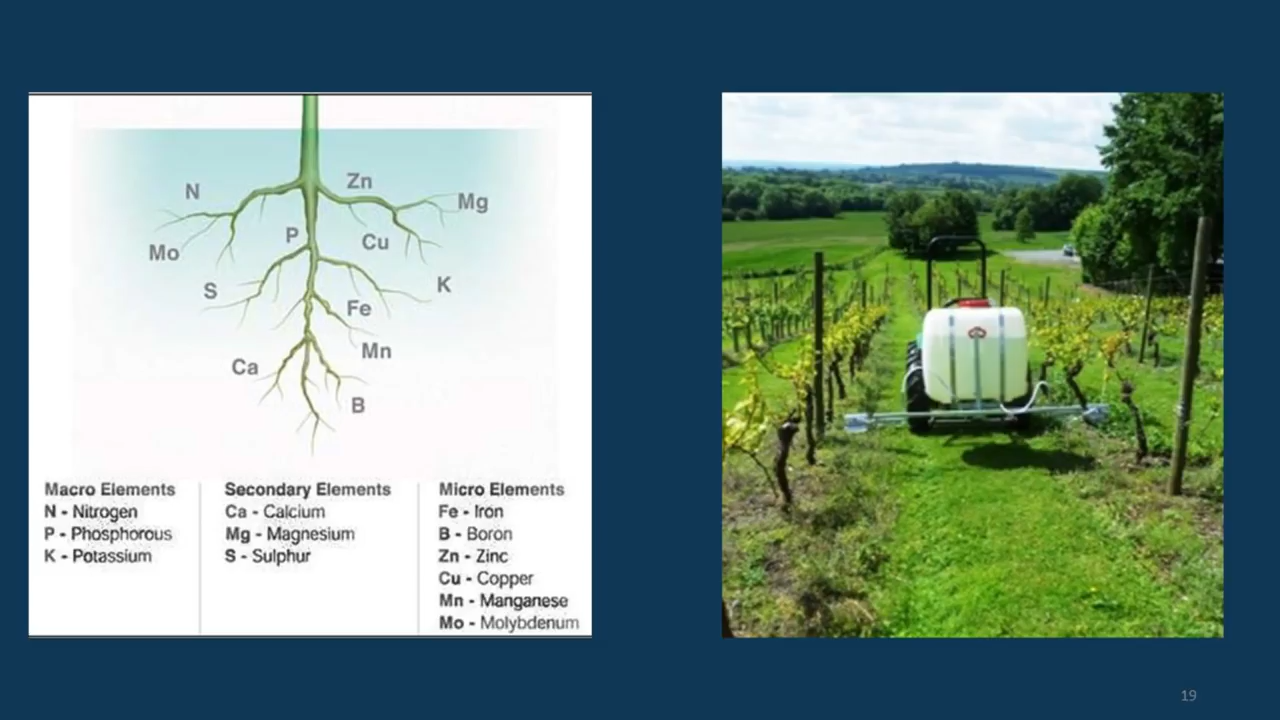 N
Zn
Mg
P
Cu
Mo
S
K
Fe
Mn
Ca
B
Macro Elements
N - Nitrogen
P - Phosphorous
K - Potassium
Secondary Elements
Ca - Calcium
Mg - Magnesium
S - Sulphur
Micro Elements
Fe - Iron
B - Boron
Zn - Zinc
Cu - Copper
Mn - Manganese
Mo - Molybdenum
19